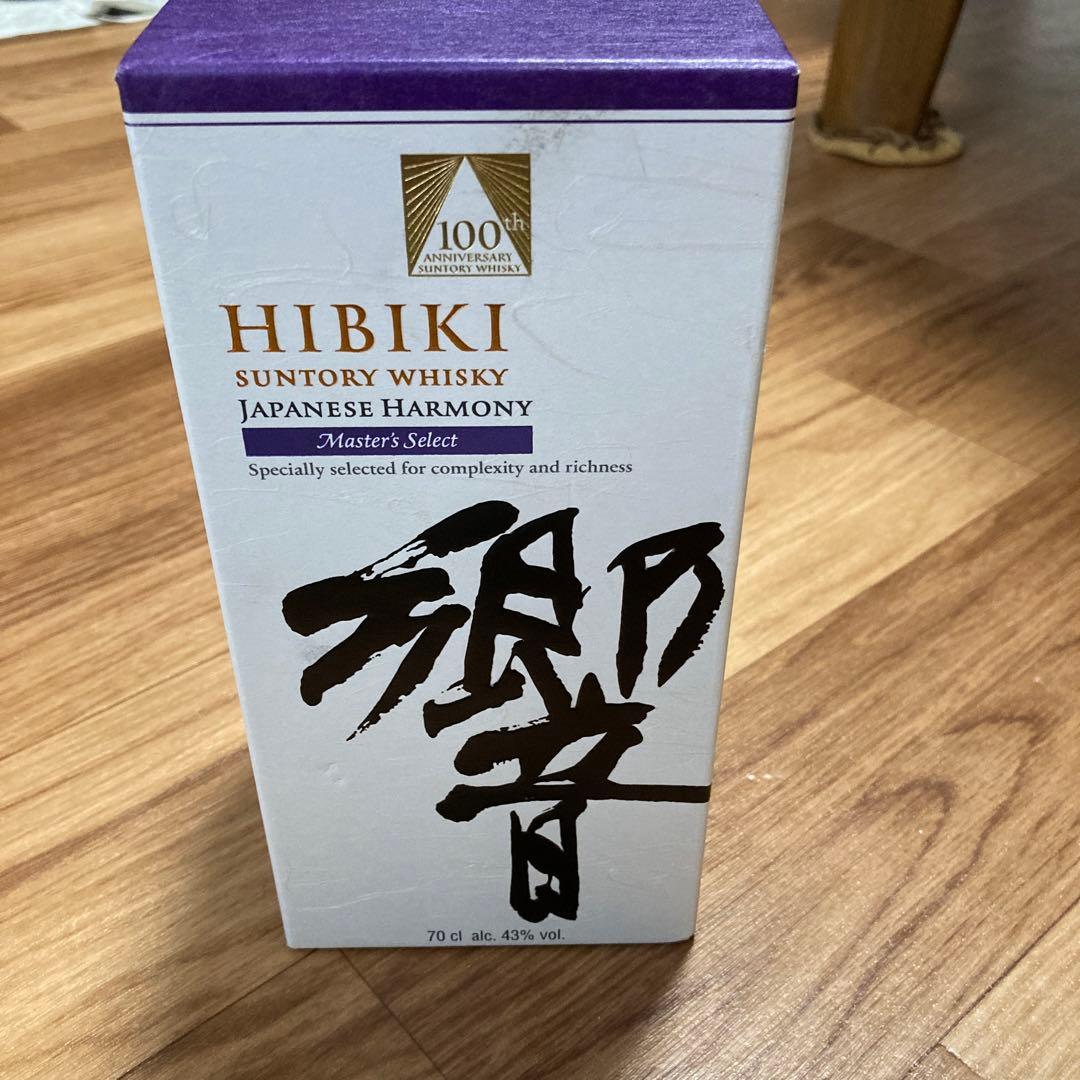 100th
ANNIVERSARY
SUNTORY WHISKY
HIBIKI
SUNTORY WHISKY
JAPANESE HARMONY
Master's Select
Specially selected for complexity and richness
響
70 cl alc. 43% vol.